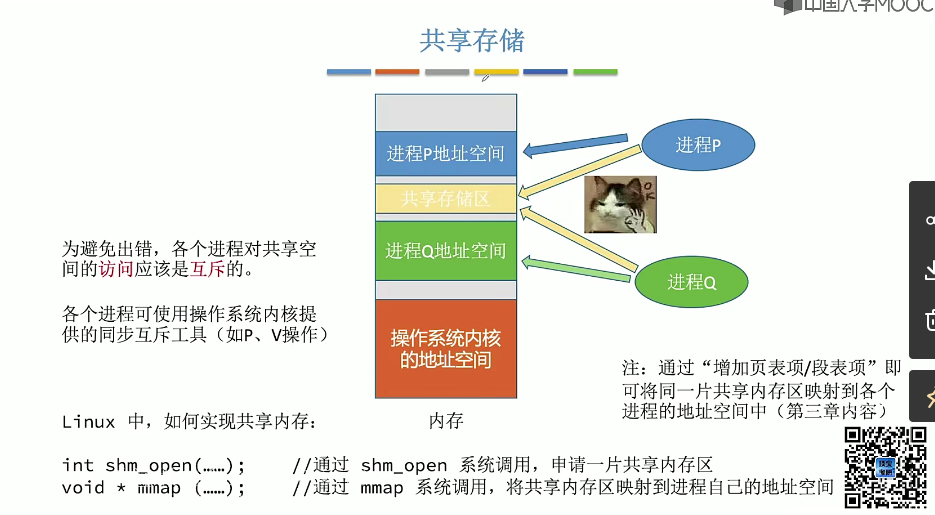 中国大学MOOC
共享存储
进程P地址空间
进程P
共享存储区
OK
为避免出错，各个进程对共享空
间的访问应该是互斥的。
进程Q地址空间
进程Q
各个进程可使用操作系统内核提
供的同步互斥工具（如P、V操作）
操作系统内核
的地址空间
注：通过“增加页表项/段表项”即
可将同一片共享内存区映射到各个
进程的地址空间中（第三章内容）
Linux 中，如何实现共享内存：
内存
int shm_open(……); //通过 shm_open 系统调用，申请一片共享内存区
void * mmap (……); //通过 mmap 系统调用，将共享内存区映射到进程自己的地址空间